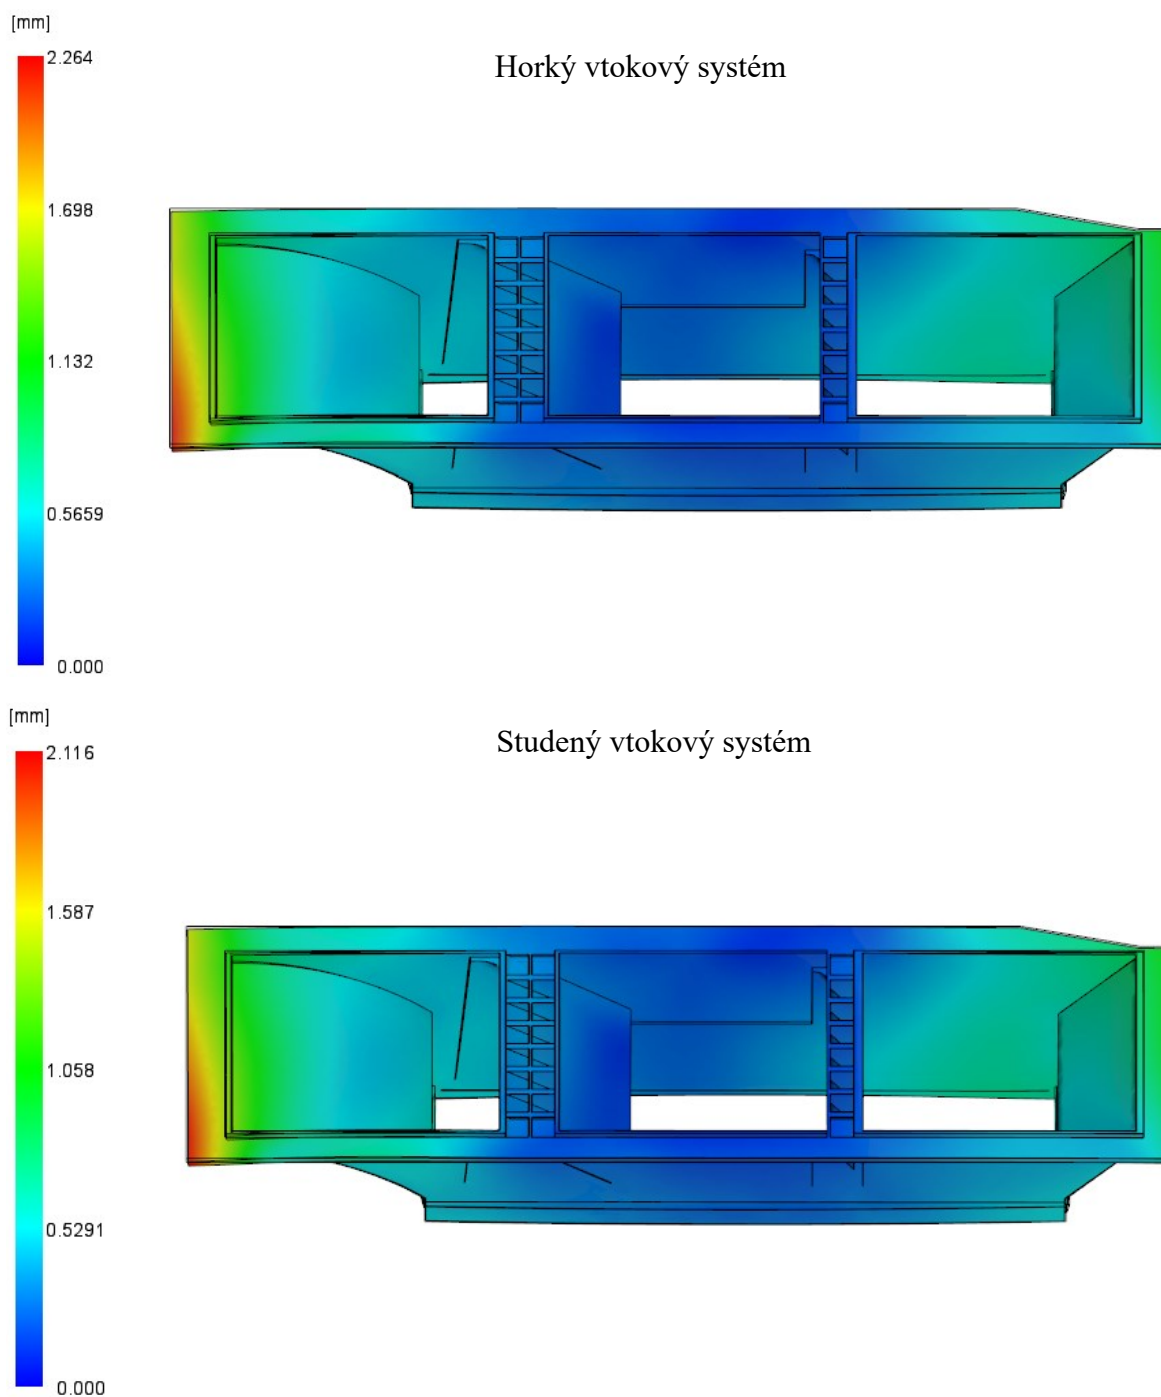 [mm]
2.264
Horký vtokový systém
1.698
1.132
0.5659
0.000
[mm]
2.116
Studený vtokový systém
1.587
1.058
0.5291
0.000